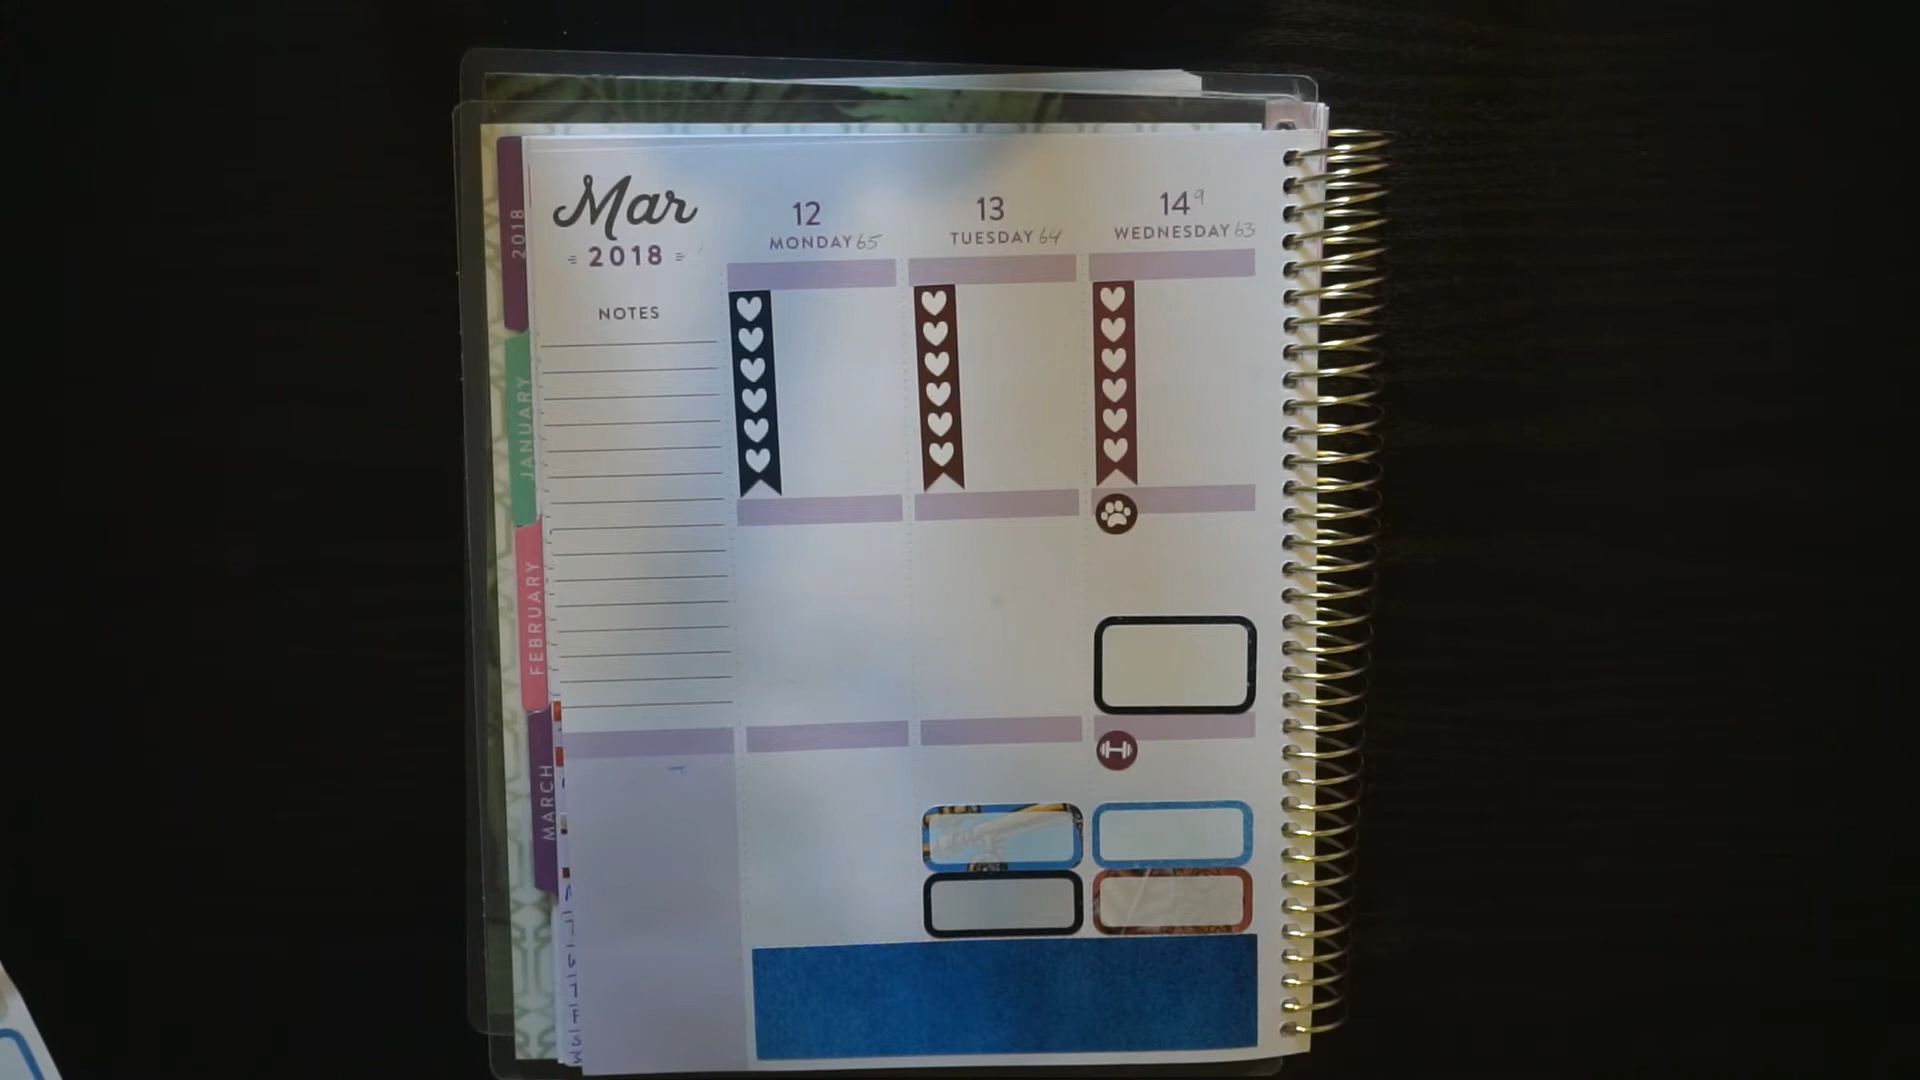 Mar
2018
NOTES
12
MONDAY 65
13
TUESDAY 64
14 9
WEDNESDAY 63
2018
JANUARY
FEBRUARY
MARCH